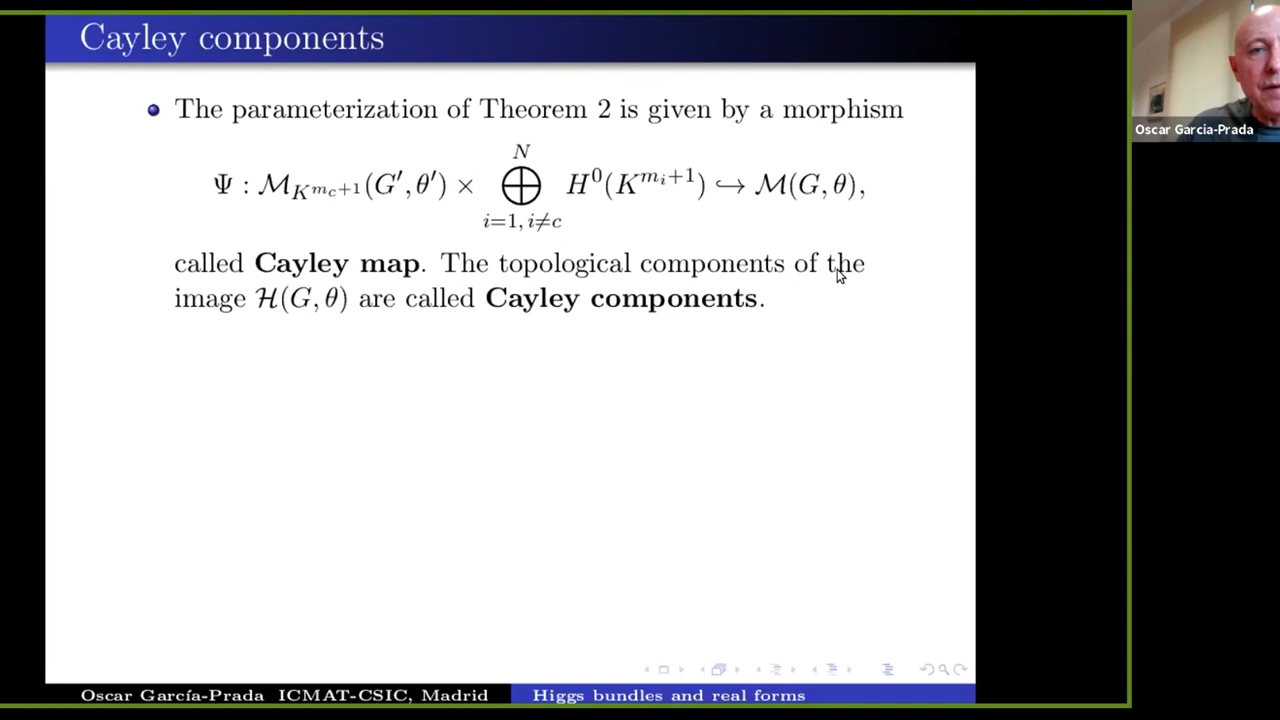 Cayley components
The parameterization of Theorem 2 is given by a morphism
Ψ : ℳ_{K^{m_c+1}}(G′, θ′) × ⨁_{i=1, i≠c}^{N} H⁰(K^{m_i+1}) ↪ ℳ(G, θ),
called Cayley map. The topological components of the
image ℋ(G, θ) are called Cayley components.
Oscar García-Prada ICMAT-CSIC, Madrid
Higgs bundles and real forms
Oscar Garcia-Prada